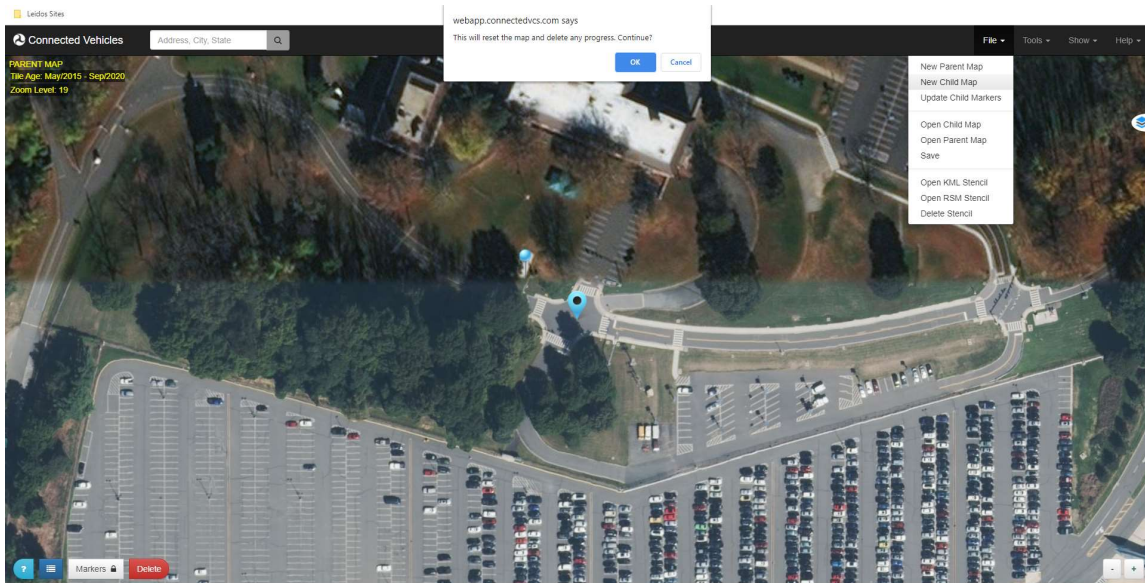 Leidos Sites
webapp.connectedvcs.com says
This will reset the map and delete any progress. Continue?
OK Cancel
Connected Vehicles Address, City, State File Tools Show Help
PARENT MAP
Tile Age: May/2015 - Sep/2020
Zoom Level: 19
New Parent Map
New Child Map
Update Child Markers
Open Child Map
Open Parent Map
Save
Open KML Stencil
Open RSM Stencil
Delete Stencil
? Markers Delete - +